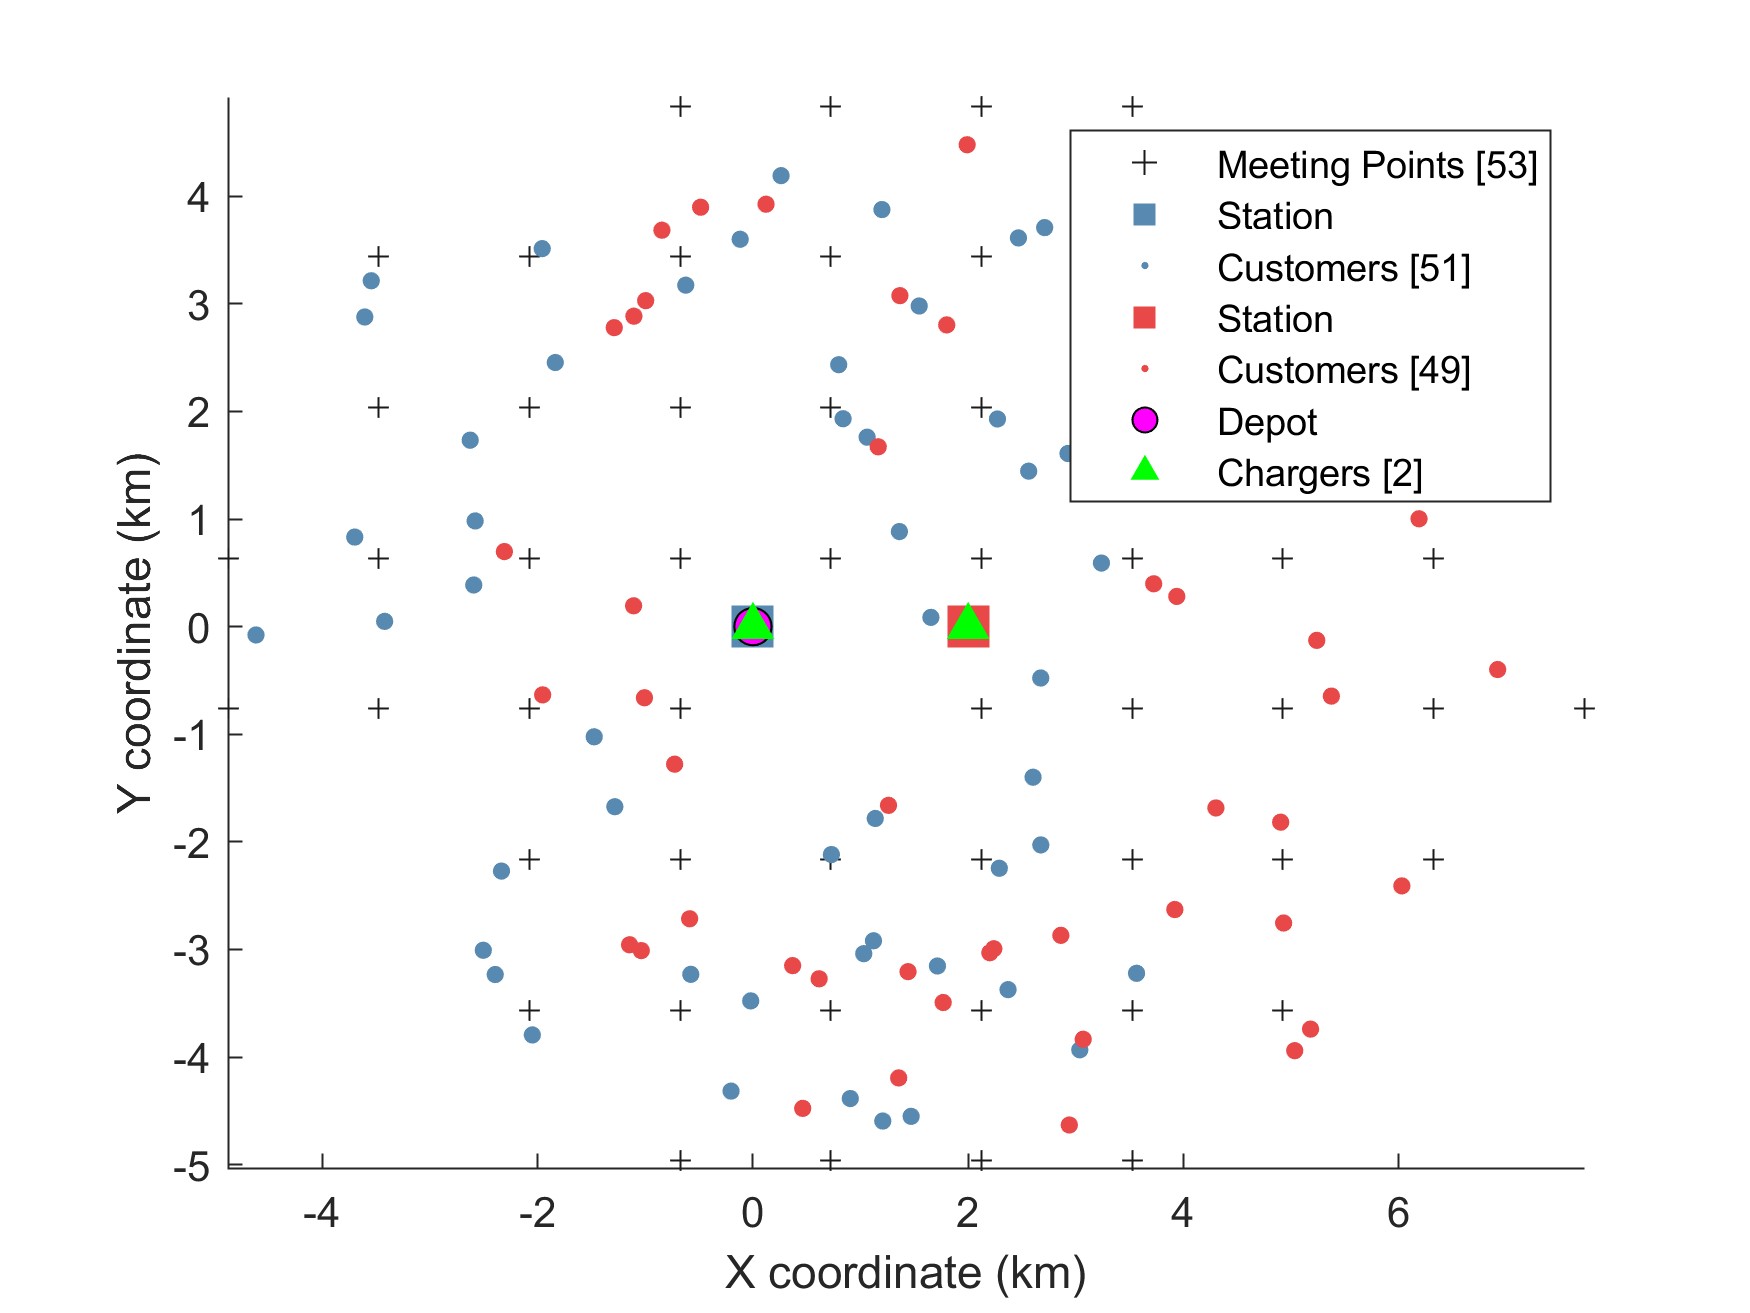 4
3
2
1
0
-1
-2
-3
-4
-5
Y coordinate (km)
-4 -2 0 2 4 6
X coordinate (km)
Meeting Points [53]
Station
Customers [51]
Station
Customers [49]
Depot
Chargers [2]